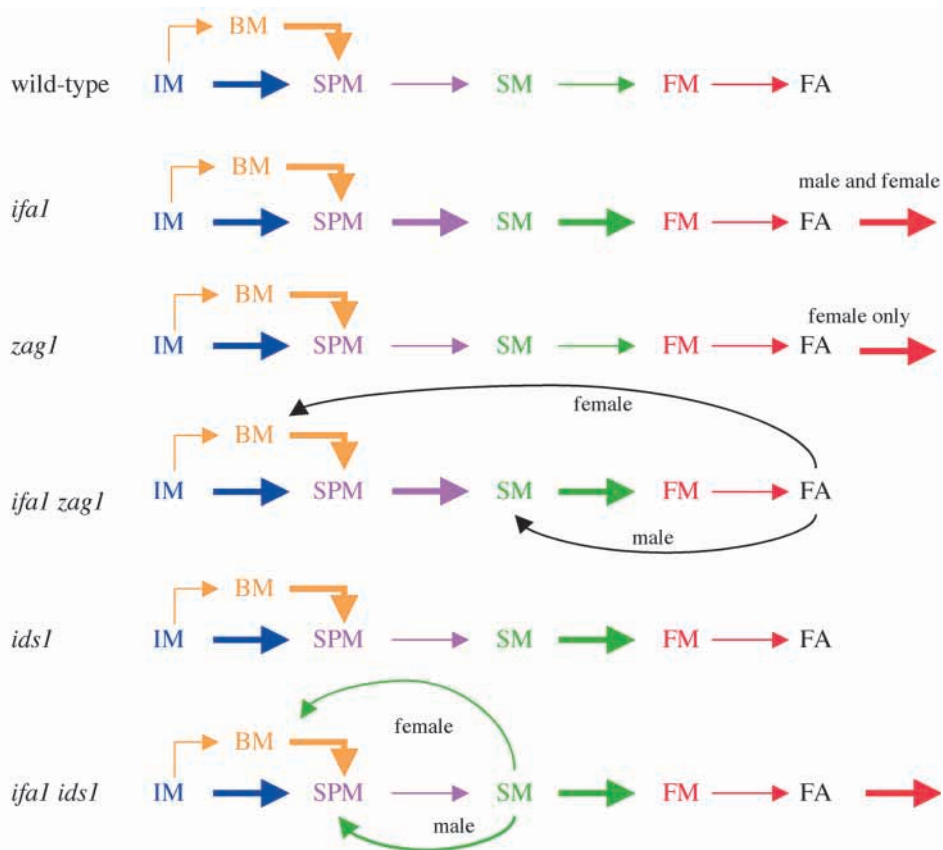 BM
wild-type IM SPM SM FM FA
BM
male and female
ifa1 IM SPM SM FM FA
BM
female only
zag1 IM SPM SM FM FA
female
BM
ifa1 zag1 IM SPM SM FM FA
male
BM
ids1 IM SPM SM FM FA
female
BM
ifa1 ids1 IM SPM SM FM FA
male